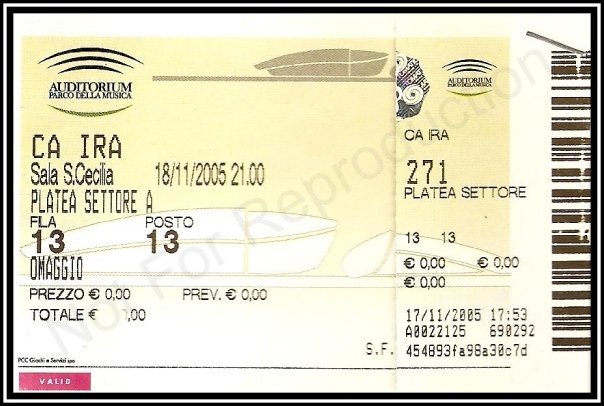 AUDITORIUM
PARCO DELLA MUSICA
CA IRA
Sala S.Cecilia 18/11/2005 21.00
PLATEA SETTORE A
FILA POSTO
13 13
OMAGGIO
PREZZO € 0,00 PREV. € 0,00
TOTALE € ,00
S.F.
PCC Giochi e Servizi spa
VALID
AUDITORIUM
PARCO DELLA MUSICA
CA IRA
271
PLATEA SETTORE
13 13
€ 0,00 € 0,00
€ 0,00
17/11/2005 17:53
A0022125 690292
454893fa98a30c7d
Not For Reproduction